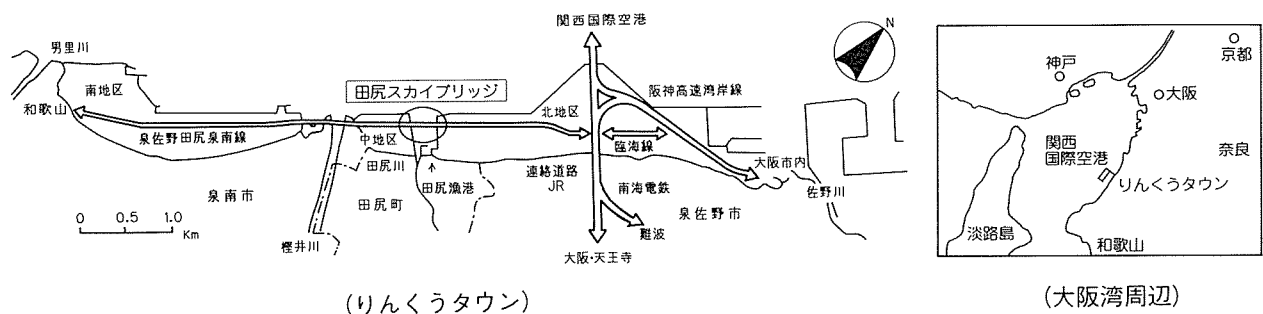 関西国際空港
N
男里川
南地区
和歌山
田尻スカイブリッジ
北地区
阪神高速湾岸線
泉佐野田尻泉南線
中地区
臨海線
田尻川
連絡道路
JR
大阪市内
佐野川
泉南市
田尻漁港
田尻町
南海電鉄
泉佐野市
0 0.5 1.0
Km
樫井川
難波
大阪・天王寺
(りんくうタウン)
京都
神戸
大阪
関西
国際空港
奈良
りんくうタウン
淡路島
和歌山
(大阪湾周辺)